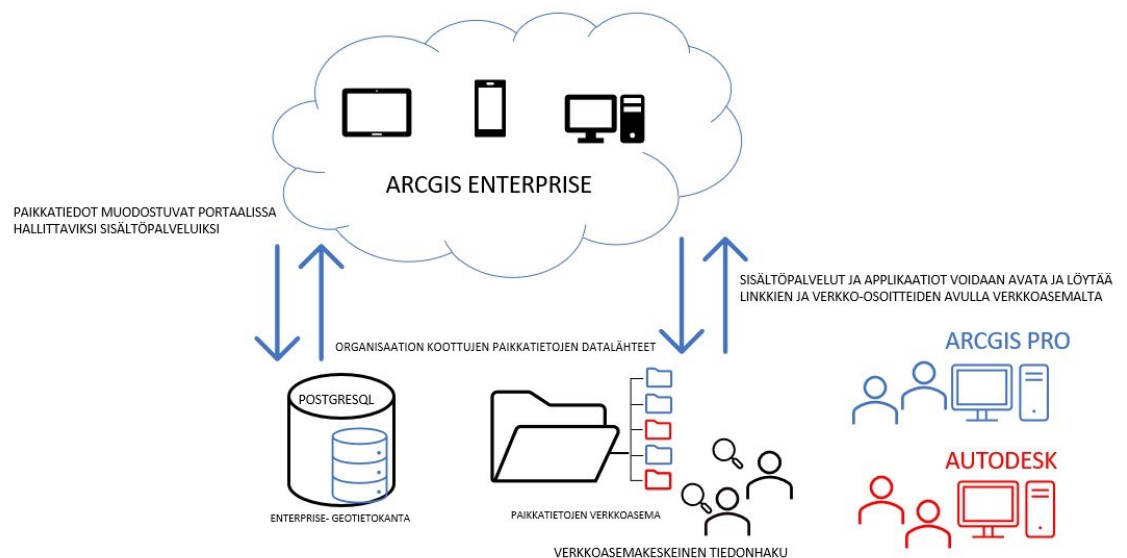 ARCGIS ENTERPRISE
PAIKKATIEDOT MUODOSTUVAT PORTAALISSA
HALLITTAVIKSI SISÄLTÖPALVELUIKSI
SISÄLTÖPALVELUT JA APPLIKAATIOT VOIDAAN AVATA JA LÖYTÄÄ
LINKKIEN JA VERKKO-OSOITTEIDEN AVULLA VERKKOASEMALTA
ORGANISAATION KOOTTUJEN PAIKKATIETOJEN DATALÄHTEET
ARCGIS PRO
POSTGRESQL
AUTODESK
ENTERPRISE- GEOTIETOKANTA
PAIKKATIETOJEN VERKKOASEMA
VERKKOASEMAKESKEINEN TIEDONHAKU